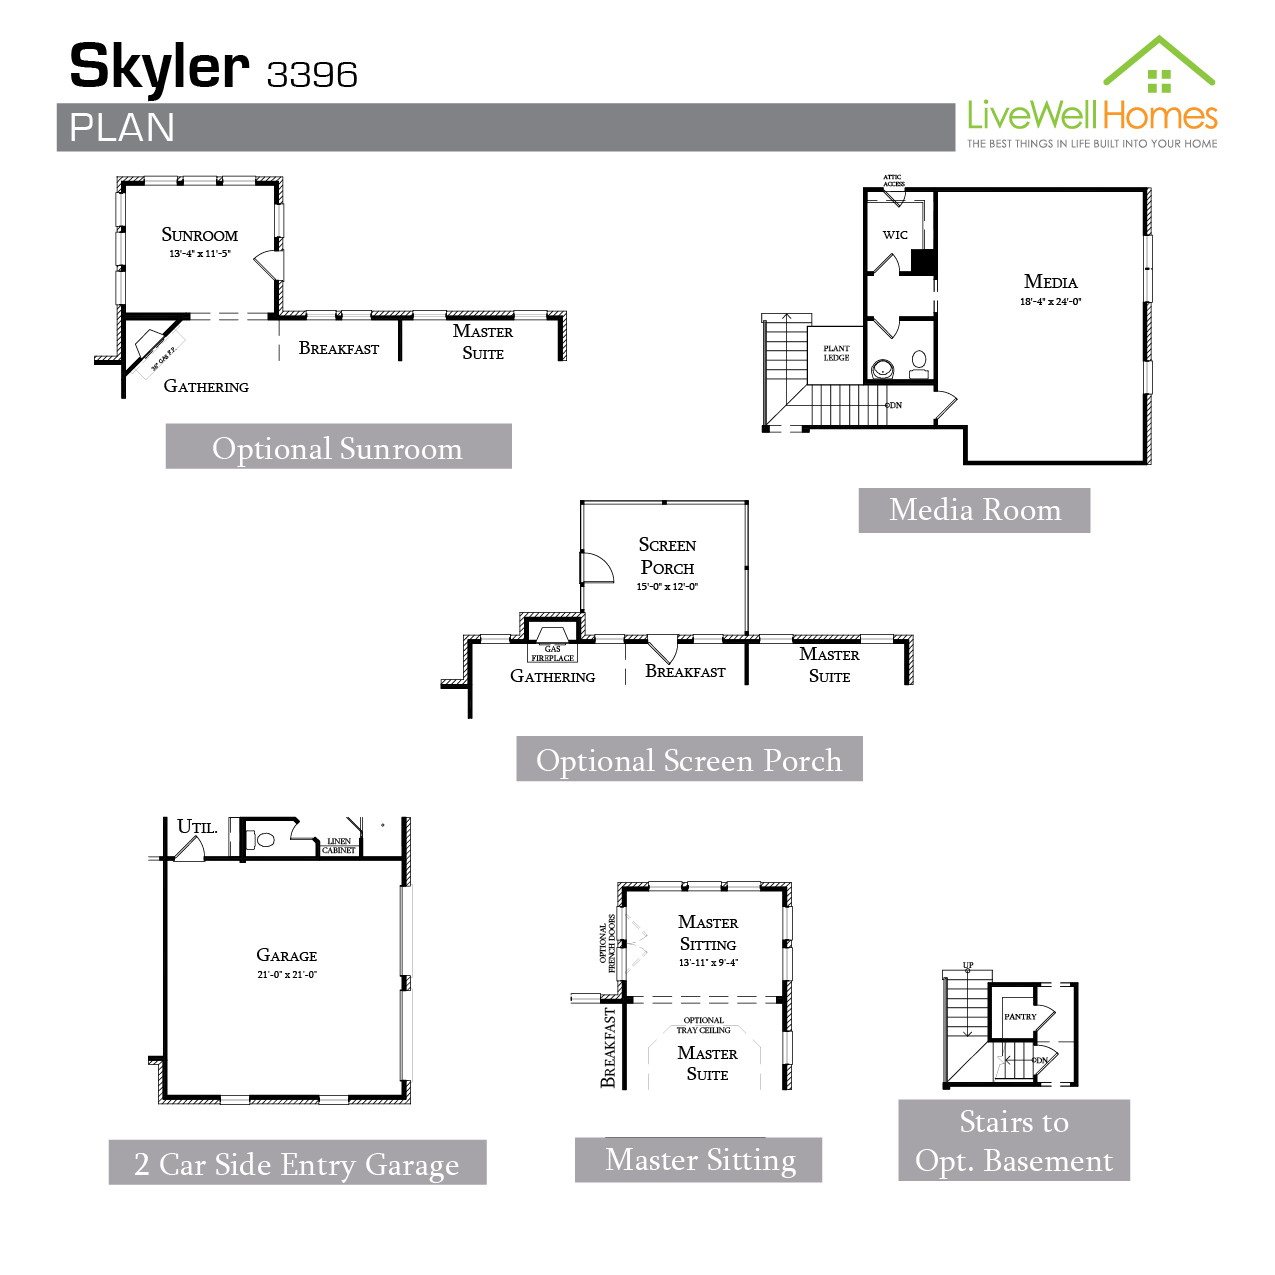 Skyler 3396
PLAN
LiveWellHomes
THE BEST THINGS IN LIFE BUILT INTO YOUR HOME
SUNROOM
13'-4" x 11'-5"
36" GAS F.P.
GATHERING
BREAKFAST
MASTER
SUITE
Optional Sunroom
ATTIC
ACCESS
WIC
MEDIA
18'-4" x 24'-0"
PLANT
LEDGE
DN
Media Room
SCREEN
PORCH
15'-0" x 12'-0"
GAS
FIREPLACE
GATHERING
BREAKFAST
MASTER
SUITE
Optional Screen Porch
UTIL.
LINEN
CABINET
GARAGE
21'-0" x 21'-0"
2 Car Side Entry Garage
OPTIONAL
FRENCH DOORS
MASTER
SITTING
13'-11" x 9'-4"
OPTIONAL
TRAY CEILING
BREAKFAST
MASTER
SUITE
Master Sitting
UP
PANTRY
DN
Stairs to
Opt. Basement